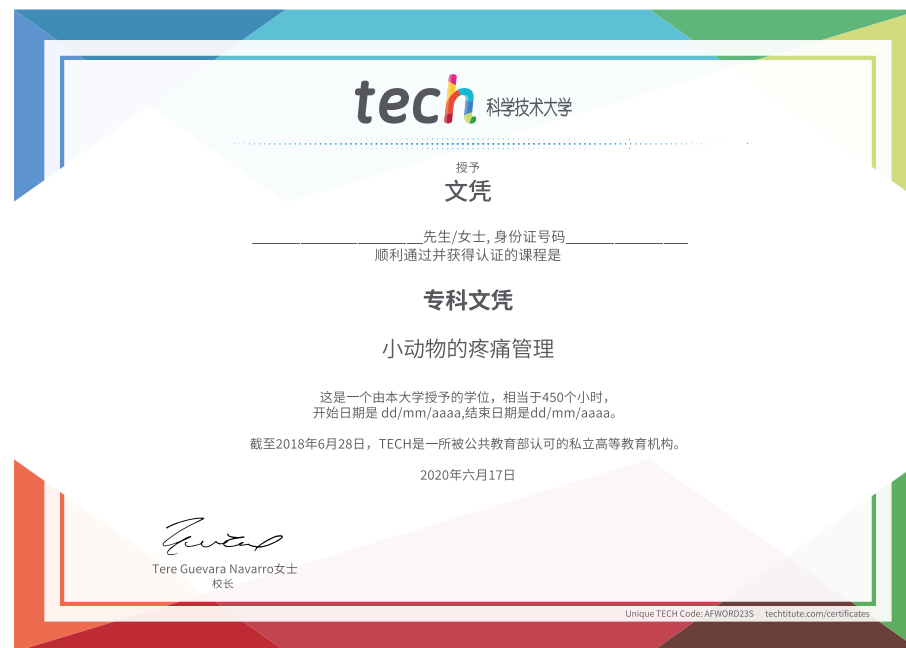 tech 科学技术大学
授予
文凭
______________________先生/女士, 身份证号码________________
顺利通过并获得认证的课程是
专科文凭
小动物的疼痛管理
这是一个由本大学授予的学位，相当于450个小时，
开始日期是 dd/mm/aaaa,结束日期是dd/mm/aaaa。
截至2018年6月28日，TECH是一所被公共教育部认可的私立高等教育机构。
2020年六月17日
Tere Guevara Navarro女士
校长
Unique TECH Code: AFWORD23S techtitute.com/certificates